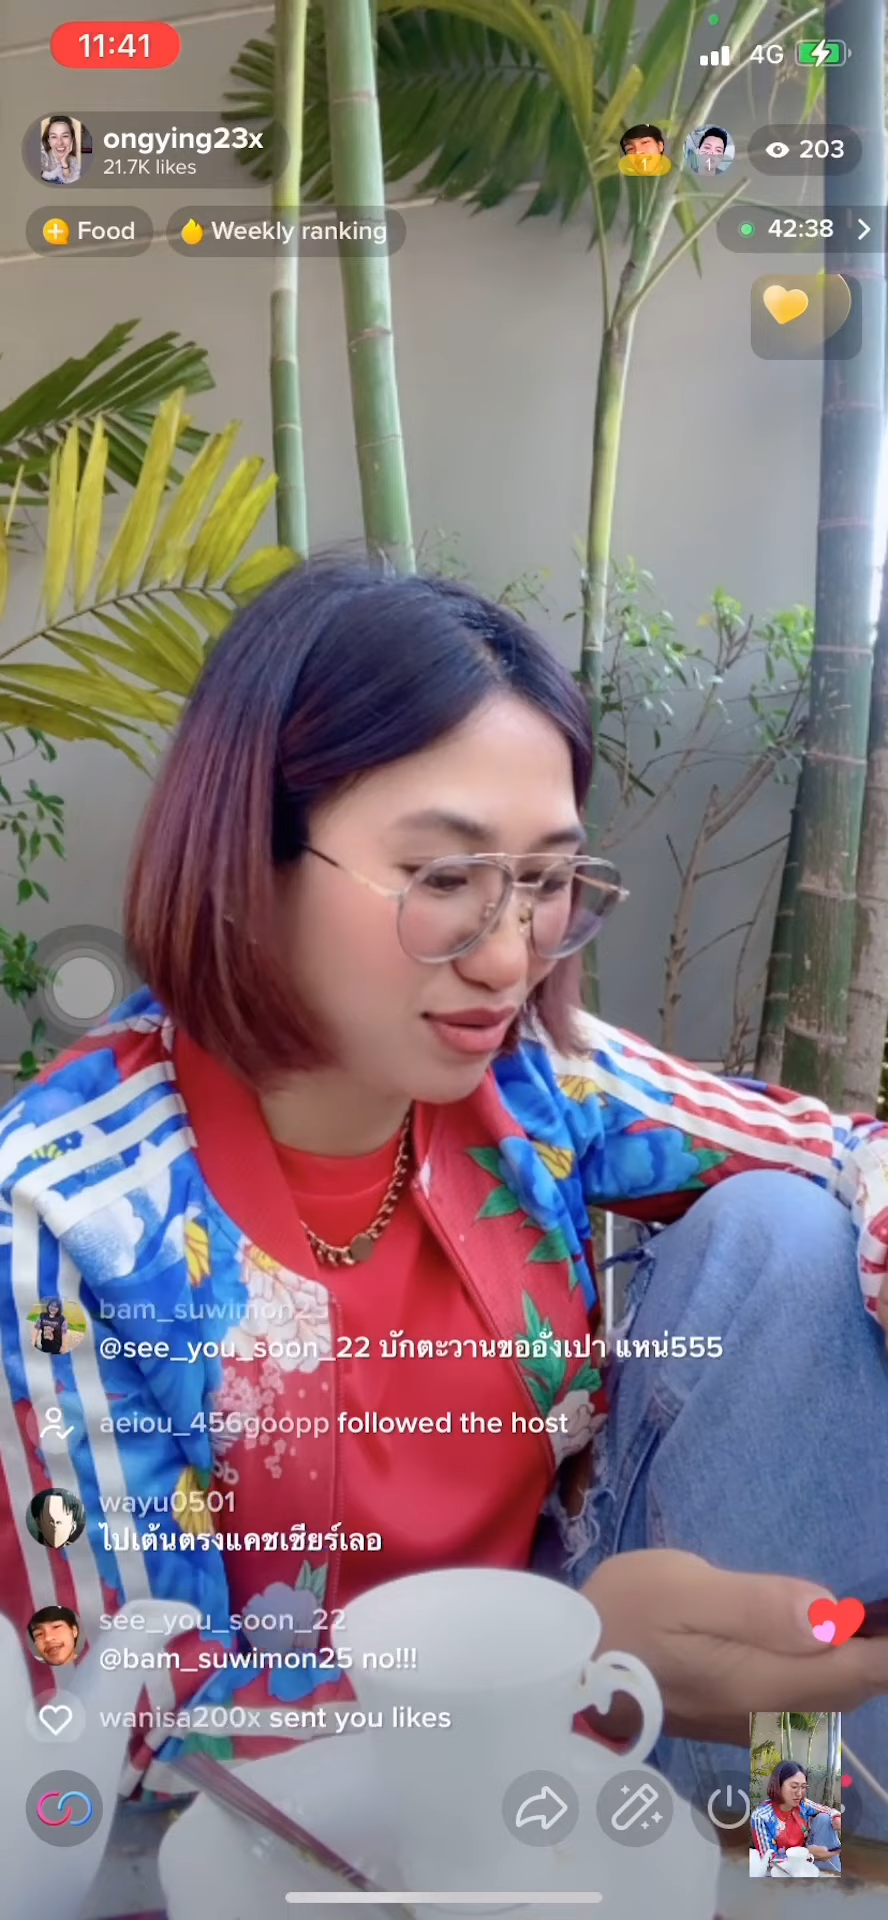 11:41
4G
ongying23x
21.7K likes
1
1
203
Food
Weekly ranking
42:38
bam_suwimon25
@see_you_soon_22 บักตะวานขออั่งเปา แหน่555
aeiou_456goopp followed the host
wayu0501
ไปเต้นตรงแคชเชียร์เลอ
see_you_soon_22
@bam_suwimon25 no!!!
wanisa200x sent you likes